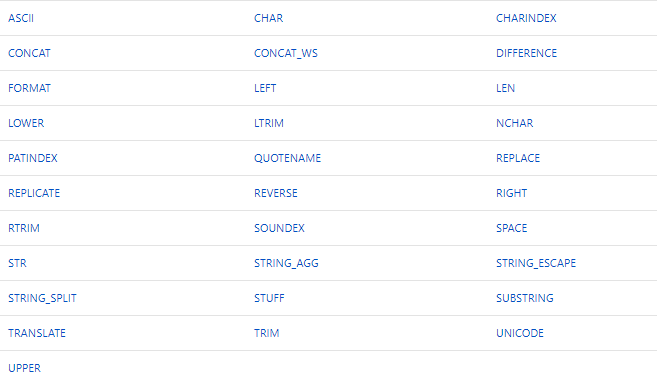 ASCII CHAR CHARINDEX
CONCAT CONCAT_WS DIFFERENCE
FORMAT LEFT LEN
LOWER LTRIM NCHAR
PATINDEX QUOTENAME REPLACE
REPLICATE REVERSE RIGHT
RTRIM SOUNDEX SPACE
STR STRING_AGG STRING_ESCAPE
STRING_SPLIT STUFF SUBSTRING
TRANSLATE TRIM UNICODE
UPPER